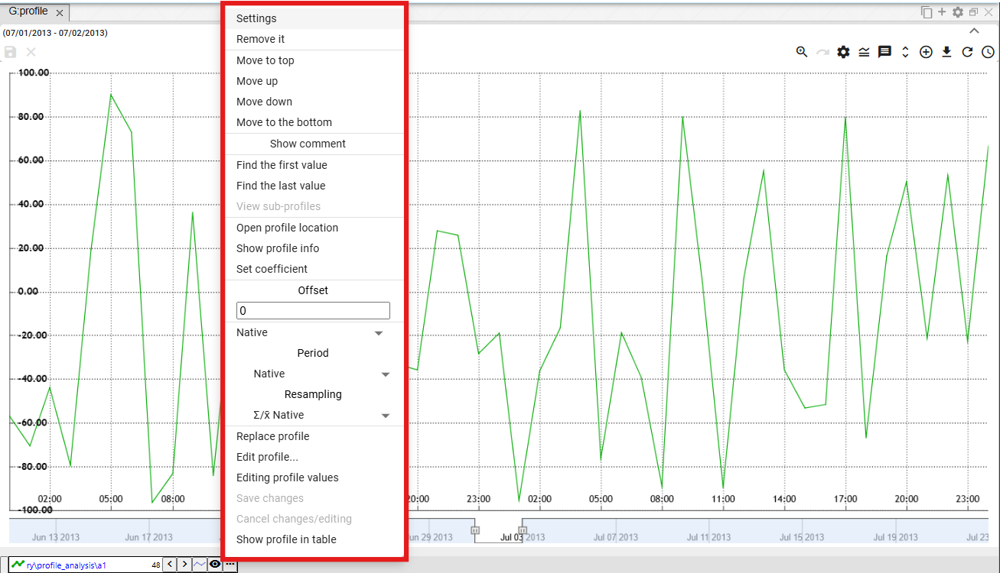 G:profile
(07/01/2013 - 07/02/2013)
Settings
Remove it
Move to top
Move up
Move down
Move to the bottom
Show comment
Find the first value
Find the last value
View sub-profiles
Open profile location
Show profile info
Set coefficient
Offset
0
Native
Period
Native
Resampling
Σ/x̄ Native
Replace profile
Edit profile...
Editing profile values
Save changes
Cancel changes/editing
Show profile in table
100.00
80.00
60.00
40.00
20.00
0.00
-20.00
-40.00
-60.00
-80.00
-100.00
02:00 05:00 08:00 20:00 23:00 02:00 05:00 08:00 11:00 14:00 17:00 20:00 23:00
Jun 13 2013 Jun 17 2013 Jun 29 2013 Jul 03 2013 Jul 07 2013 Jul 11 2013 Jul 15 2013 Jul 19 2013 Jul 23
ry\profile_analysis\a1 48